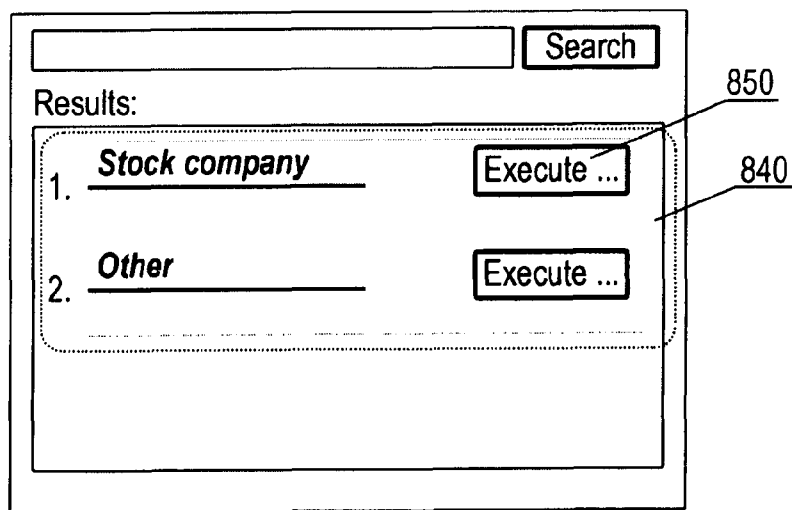 Search
Results:
850
1. Stock company Execute ...
840
2. Other Execute ...